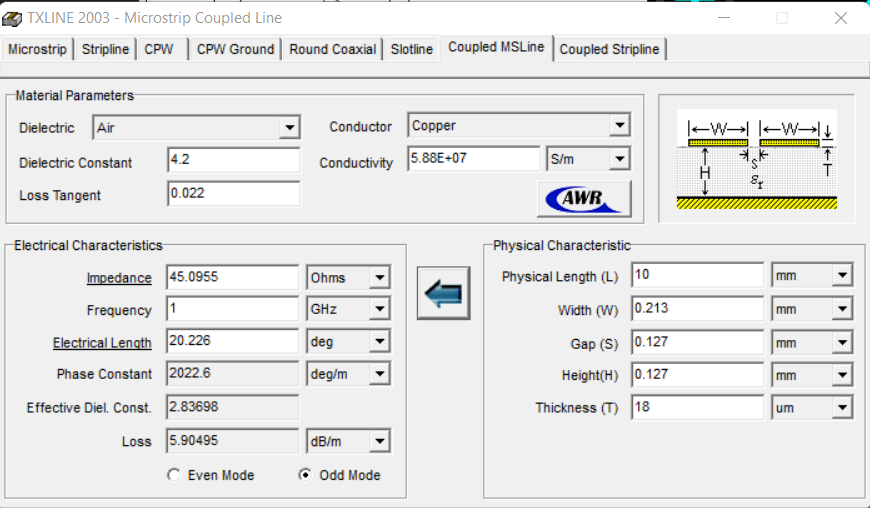 TXLINE 2003 - Microstrip Coupled Line
Microstrip Stripline CPW CPW Ground Round Coaxial Slotline Coupled MSLine Coupled Stripline
Material Parameters
Dielectric Air Conductor Copper
Dielectric Constant 4.2 Conductivity 5.88E+07 S/m
Loss Tangent 0.022
AWR
W W
S
H T
εr
Electrical Characteristics
Impedance 45.0955 Ohms
Frequency 1 GHz
Electrical Length 20.226 deg
Phase Constant 2022.6 deg/m
Effective Diel. Const. 2.83698
Loss 5.90495 dB/m
Even Mode Odd Mode
Physical Characteristic
Physical Length (L) 10 mm
Width (W) 0.213 mm
Gap (S) 0.127 mm
Height(H) 0.127 mm
Thickness (T) 18 um